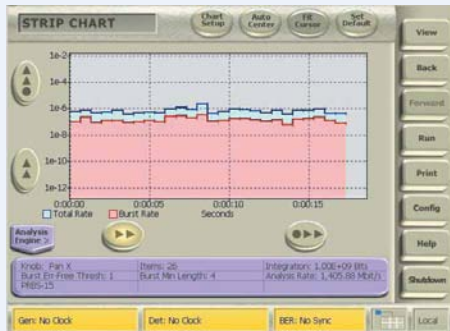 STRIP CHART
Chart Setup
Auto Center
Fit Cursor
Set Default
View
Back
Forward
Run
Print
Config
Help
Shutdown
1e-2
1e-4
1e-6
1e-8
1e-10
1e-12
0:00:00
0:00:05
0:00:10
0:00:15
Total Rate
Burst Rate
Seconds
Analysis Engine >
Knob: Pan X
Items: 26
Integration: 1.00E+09 Bits
Burst Err-Free Thresh: 1
Burst Min Length: 4
Analysis Rate: 1,405.88 Mbit/s
PRBS-15
Gen: No Clock
Det: No Clock
BER: No Sync
Local